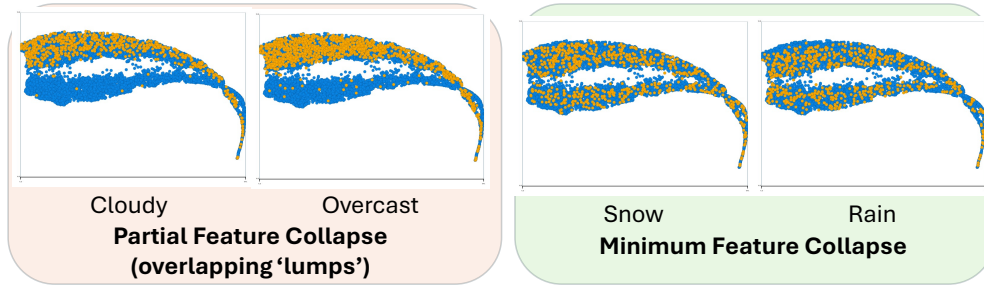 Cloudy
Overcast
Partial Feature Collapse
(overlapping ‘lumps’)
Snow
Rain
Minimum Feature Collapse